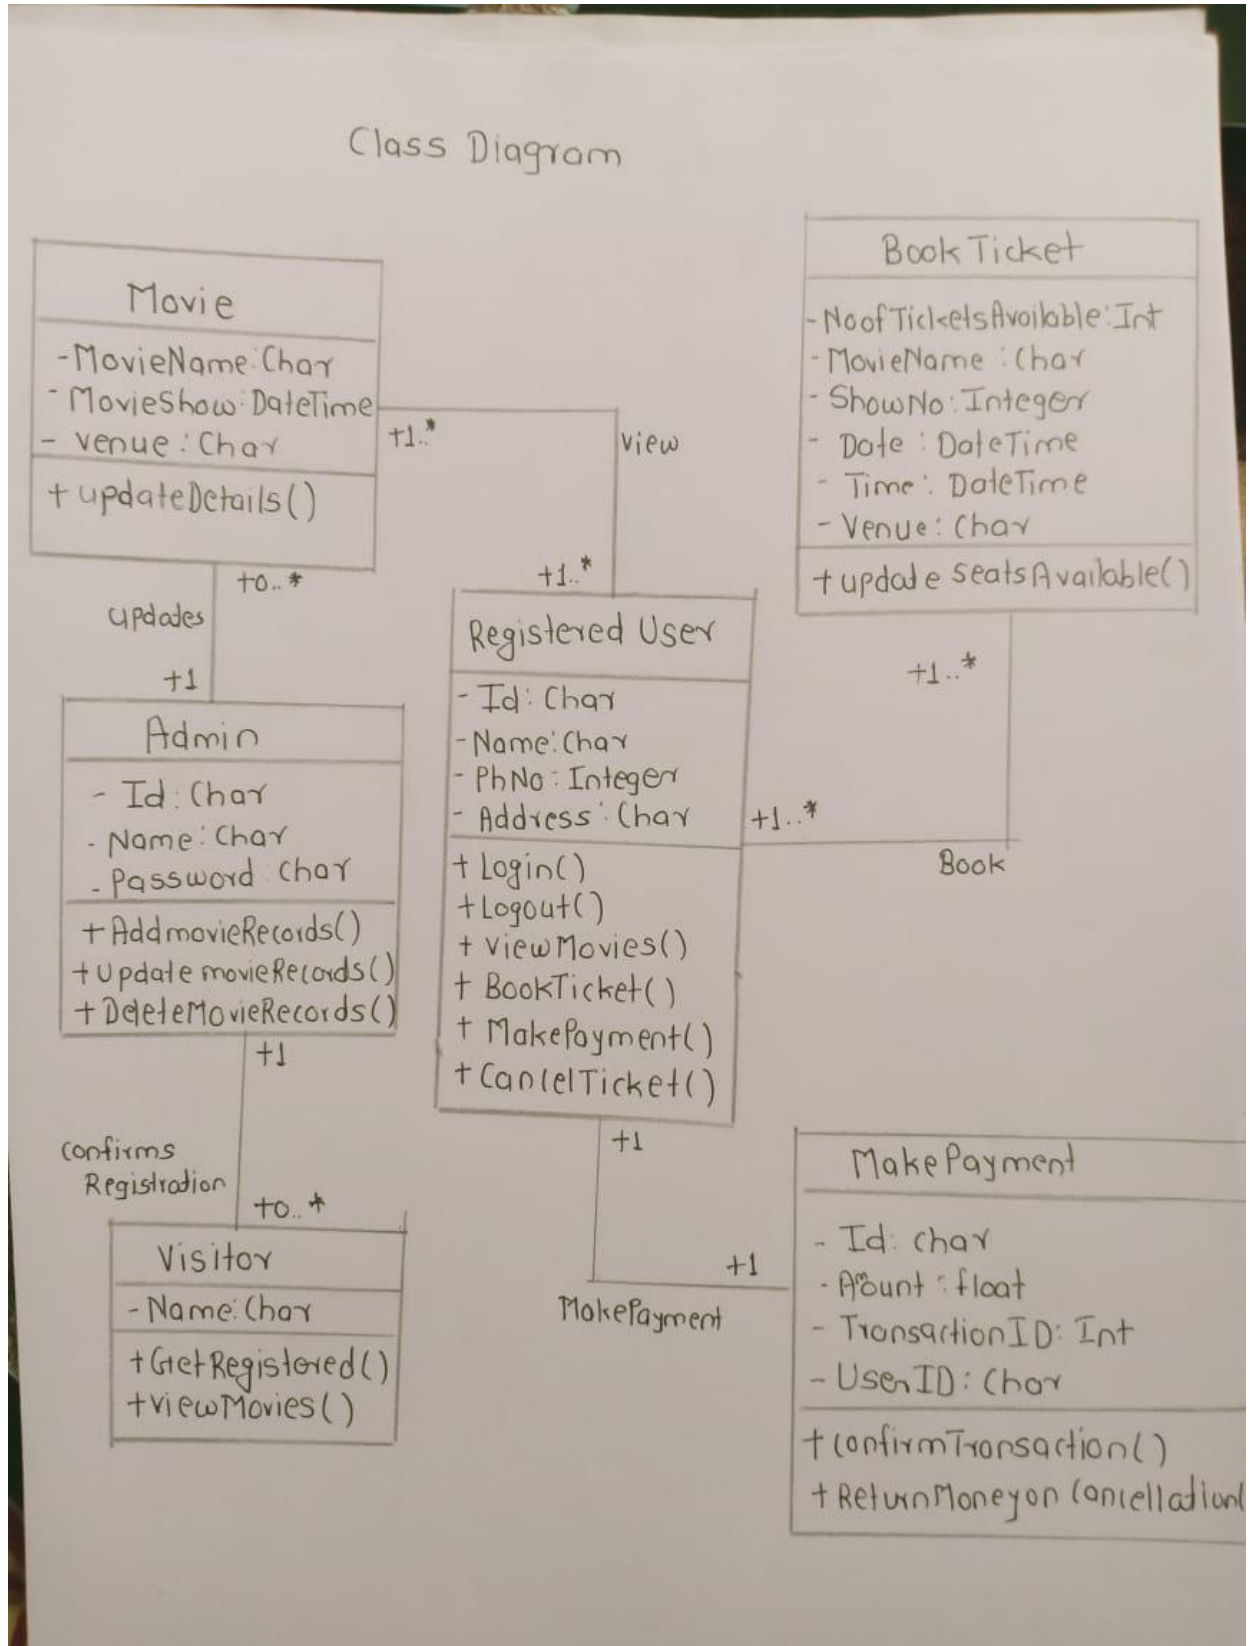 Class Diagram
Movie
-MovieName:Char
- MovieShow:DateTime
- Venue:Char
+ updateDetails()
+1..*
View
+1..*
+0..*
updates
+1
Book Ticket
-NoofTicketsAvailable:Int
- MovieName:Char
- ShowNo:Integer
- Date:DateTime
- Time:DateTime
- Venue:Char
+ update seatsAvailable()
+1..*
Registered User
- Id:Char
-Name:Char
- PhNo:Integer
- Address:Char
+ Login()
+Logout()
+ viewMovies()
+ BookTicket()
+ MakePayment()
+ CancelTicket()
+1..*
Book
Admin
- Id:Char
- Name:Char
- Password:Char
+AddmovieRecords()
+Update movieRecords()
+DeleteMovieRecords()
+1
confirms
Registration
+0..*
Visitor
-Name:Char
+GetRegistered()
+viewMovies()
+1
MakePayment
+1
MakePayment
- Id:char
- Amount:float
- TransactionID:Int
- UserID:Char
+ConfirmTransaction()
+ReturnMoneyon Cancellation(